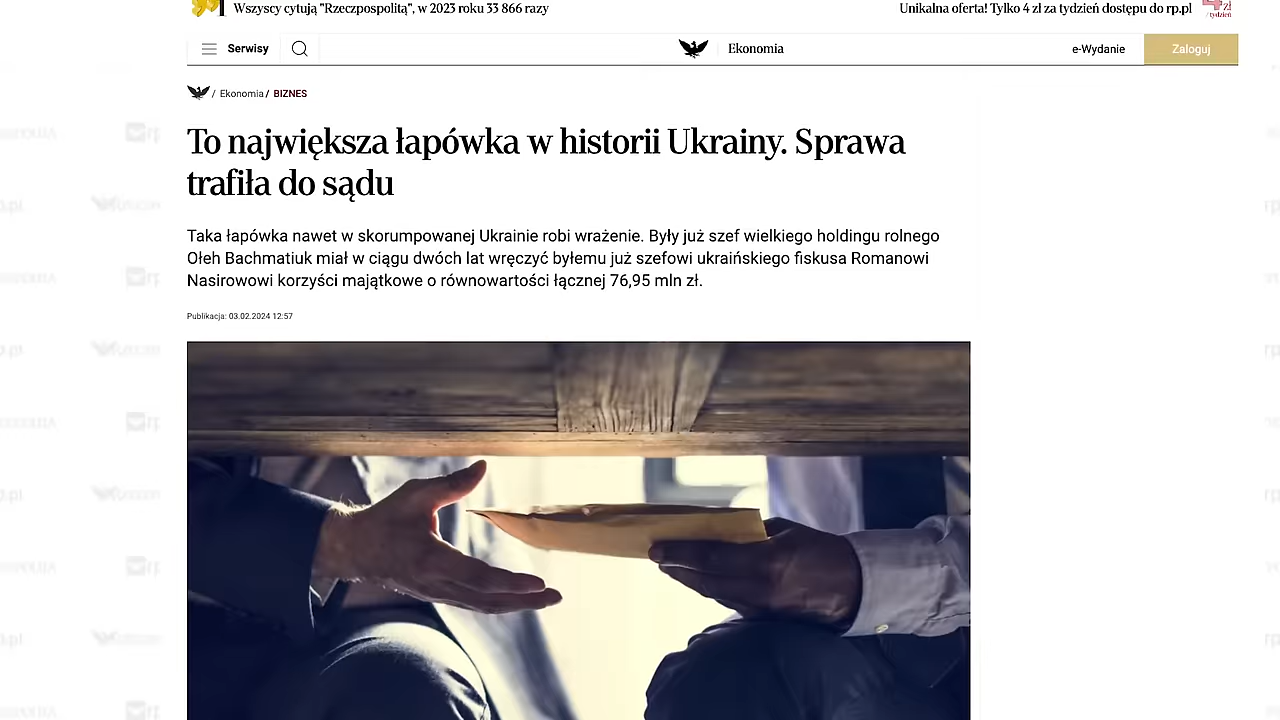 Wszyscy cytują "Rzeczpospolitą", w 2023 roku 33 866 razy
Unikalna oferta! Tylko 4 zł za tydzień dostępu do rp.pl
4 zł
/ tydzień
Serwisy
Ekonomia
e-Wydanie
Zaloguj
/ Ekonomia / BIZNES
To największa łapówka w historii Ukrainy. Sprawa
trafiła do sądu
Taka łapówka nawet w skorumpowanej Ukrainie robi wrażenie. Były już szef wielkiego holdingu rolnego
Ołeh Bachmatiuk miał w ciągu dwóch lat wręczyć byłemu już szefowi ukraińskiego fiskusa Romanowi
Nasirowowi korzyści majątkowe o równowartości łącznej 76,95 mln zł.
Publikacja: 03.02.2024 12:57